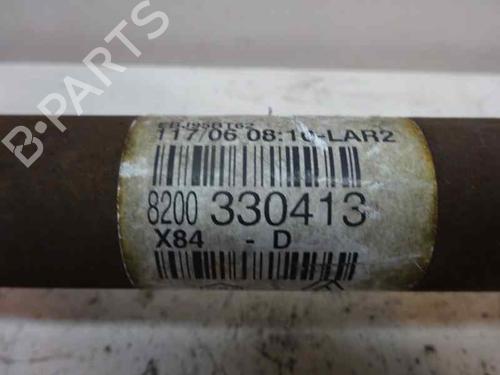 117/06 08:10-LAR2
8200 330413
X84 - D
B-PARTS